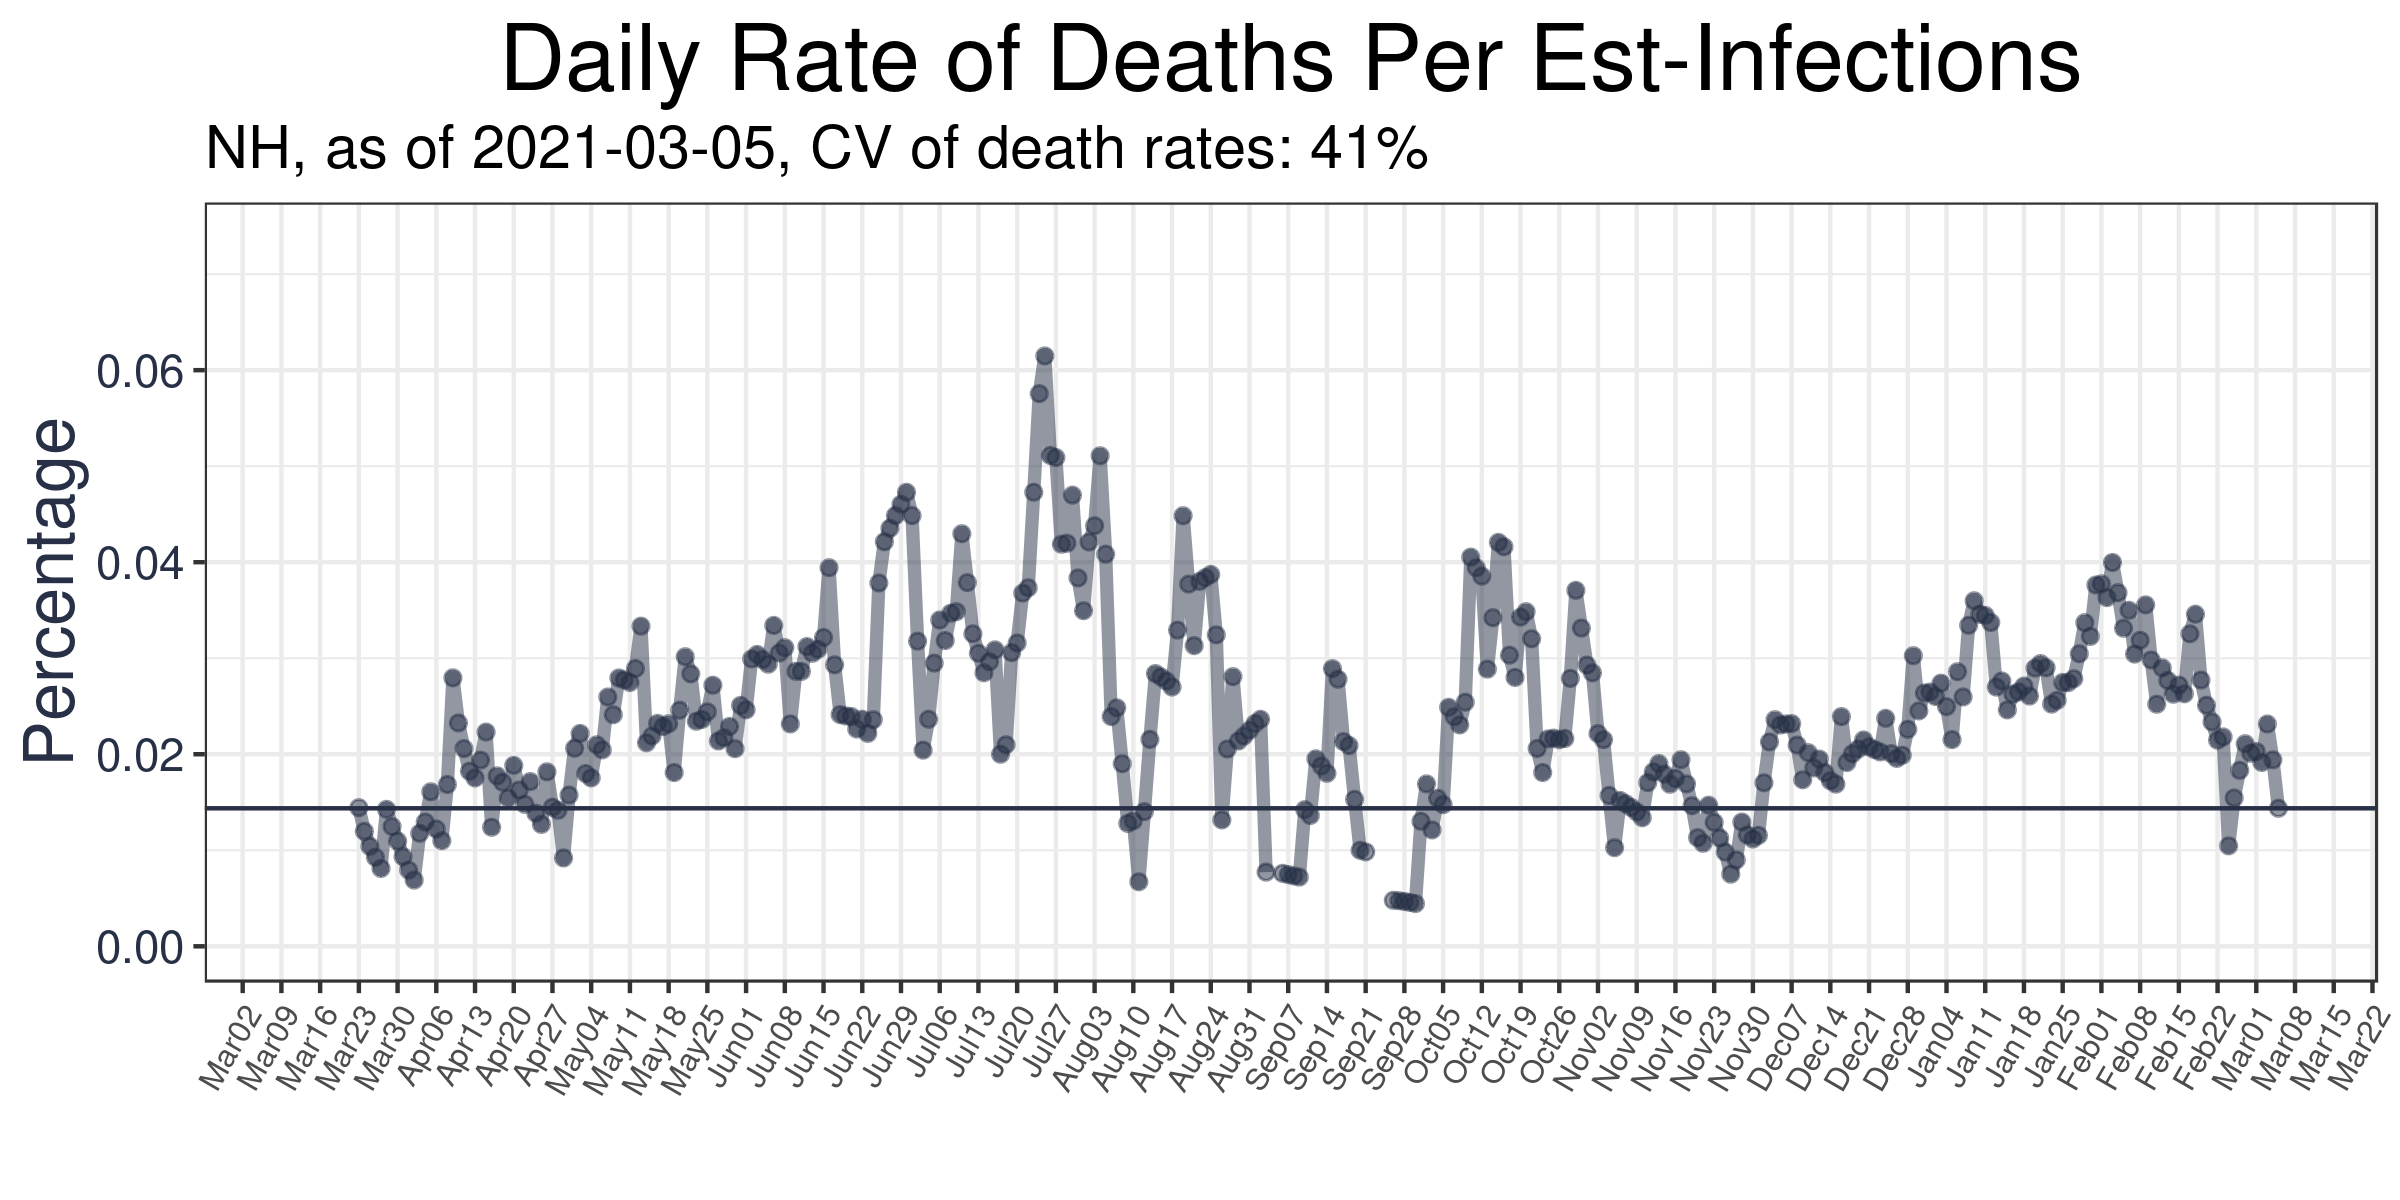 Daily Rate of Deaths Per Est-Infections
NH, as of 2021-03-05, CV of death rates: 41%
Percentage
0.06
0.04
0.02
0.00
Mar02
Mar09
Mar16
Mar23
Mar30
Apr06
Apr13
Apr20
Apr27
May04
May11
May18
May25
Jun01
Jun08
Jun15
Jun22
Jun29
Jul06
Jul13
Jul20
Jul27
Aug03
Aug10
Aug17
Aug24
Aug31
Sep07
Sep14
Sep21
Sep28
Oct05
Oct12
Oct19
Oct26
Nov02
Nov09
Nov16
Nov23
Nov30
Dec07
Dec14
Dec21
Dec28
Jan04
Jan11
Jan18
Jan25
Feb01
Feb08
Feb15
Feb22
Mar01
Mar08
Mar15
Mar22